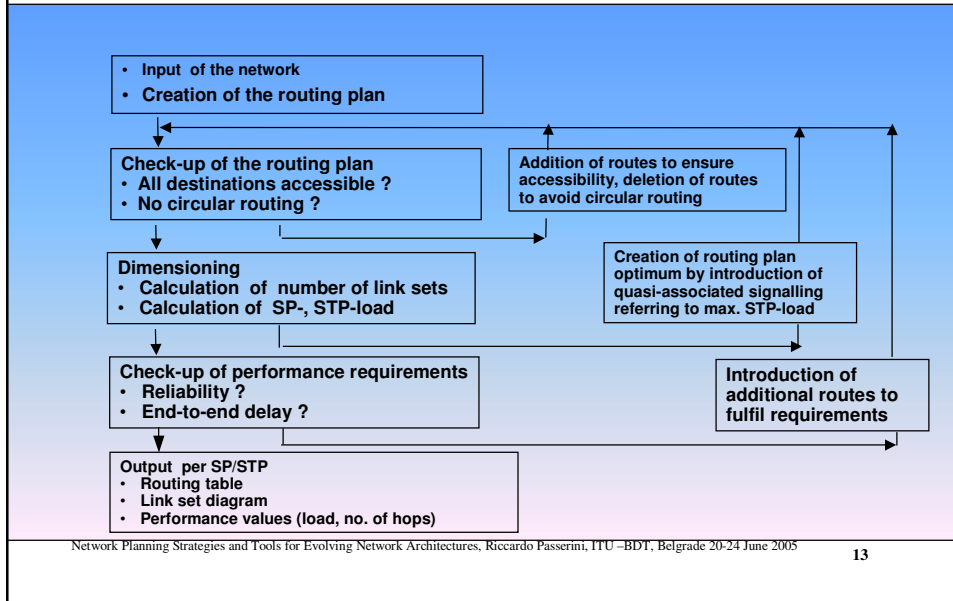 • Input of the network
• Creation of the routing plan
Check-up of the routing plan
• All destinations accessible ?
• No circular routing ?
Addition of routes to ensure
accessibility, deletion of routes
to avoid circular routing
Dimensioning
• Calculation of number of link sets
• Calculation of SP-, STP-load
Creation of routing plan
optimum by introduction of
quasi-associated signalling
referring to max. STP-load
Check-up of performance requirements
• Reliability ?
• End-to-end delay ?
Introduction of
additional routes to
fulfil requirements
Output per SP/STP
• Routing table
• Link set diagram
• Performance values (load, no. of hops)
Network Planning Strategies and Tools for Evolving Network Architectures, Riccardo Passerini, ITU –BDT, Belgrade 20-24 June 2005
13